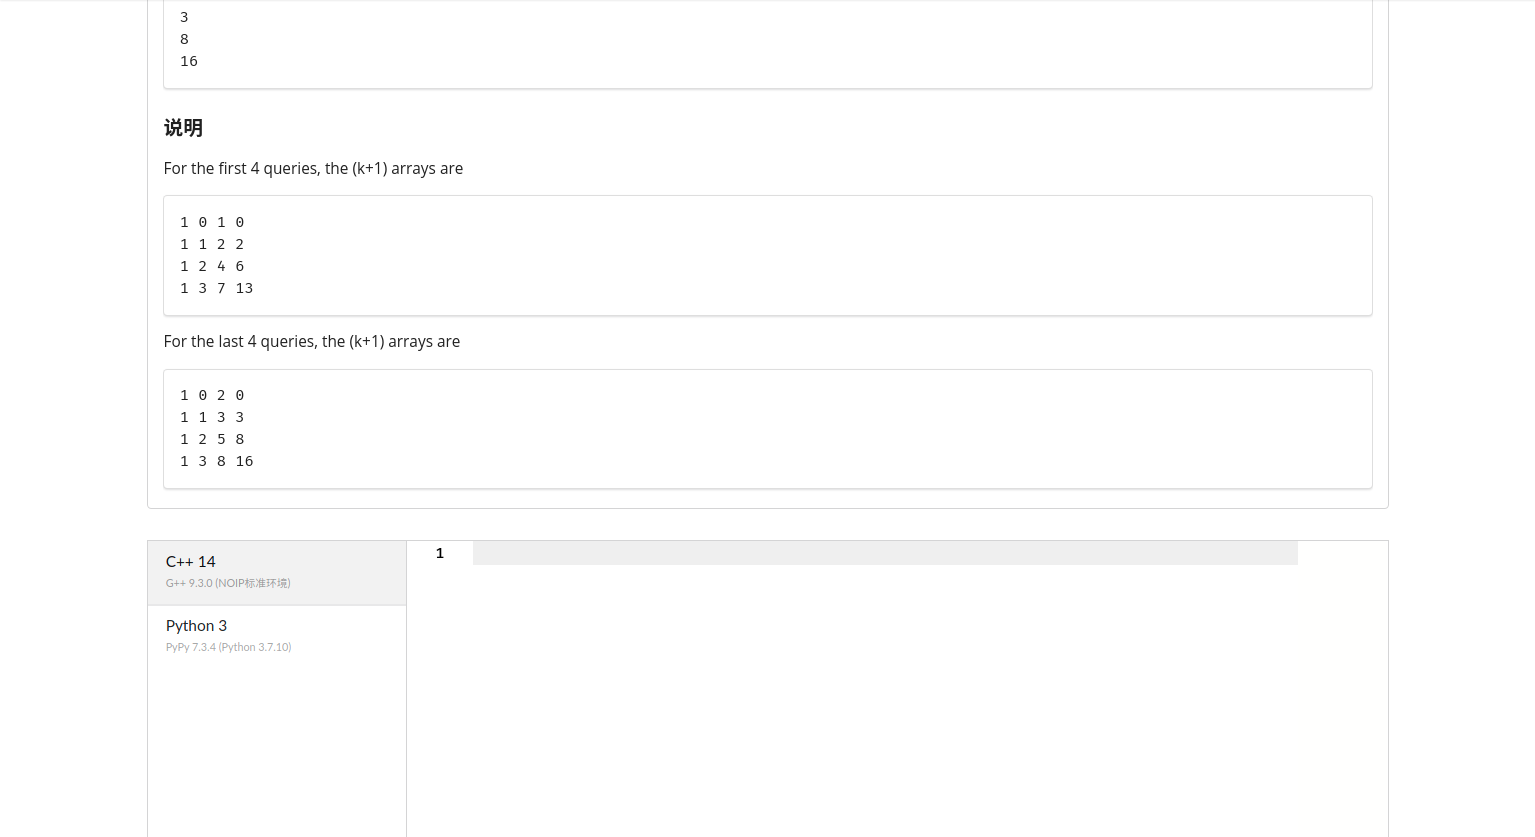 3
8
16
说明
For the first 4 queries, the (k+1) arrays are
1 0 1 0
1 1 2 2
1 2 4 6
1 3 7 13
For the last 4 queries, the (k+1) arrays are
1 0 2 0
1 1 3 3
1 2 5 8
1 3 8 16
C++ 14
G++ 9.3.0 (NOIP标准环境)
1
Python 3
PyPy 7.3.4 (Python 3.7.10)